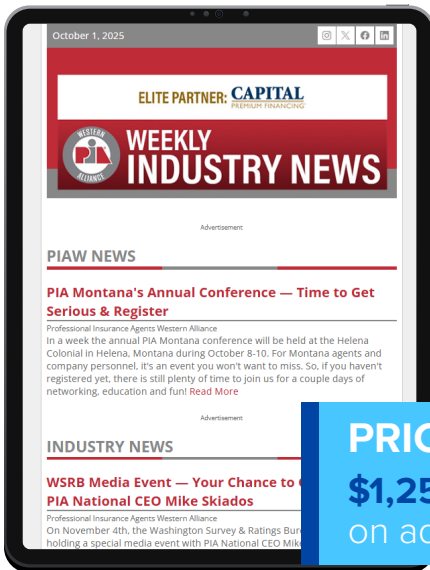 October 1, 2025
ELITE PARTNER: CAPITAL
PREMIUM FINANCING
WESTERN
PIA
ALLIANCE
WEEKLY
INDUSTRY NEWS
Advertisement
PIAW NEWS
PIA Montana's Annual Conference — Time to Get
Serious & Register
Professional Insurance Agents Western Alliance
In a week the annual PIA Montana conference will be held at the Helena
Colonial in Helena, Montana during October 8-10. For Montana agents and
company personnel, it's an event you won't want to miss. So, if you haven't
registered yet, there is still plenty of time to join us for a couple days of
networking, education and fun! Read More
Advertisement
INDUSTRY NEWS
WSRB Media Event — Your Chance to
PIA National CEO Mike Skiados
Professional Insurance Agents Western Alliance
On November 4th, the Washington Survey & Ratings
holding a special media event with PIA National CEO Mike
$1,25
on